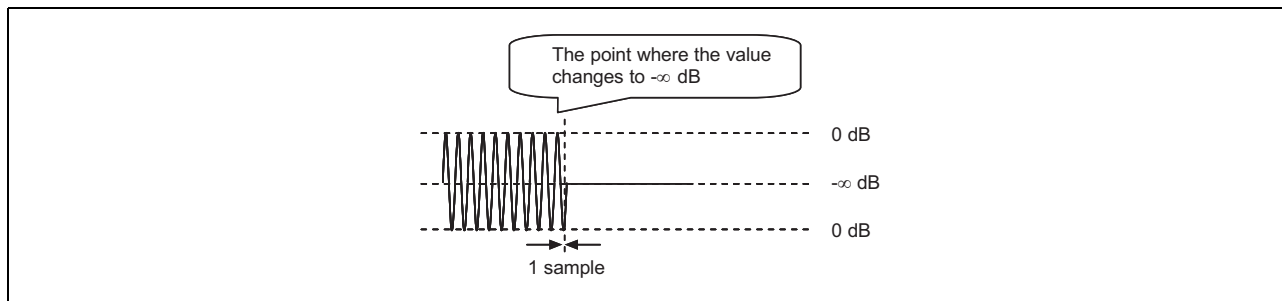 The point where the value
changes to -∞ dB
0 dB
-∞ dB
0 dB
1 sample